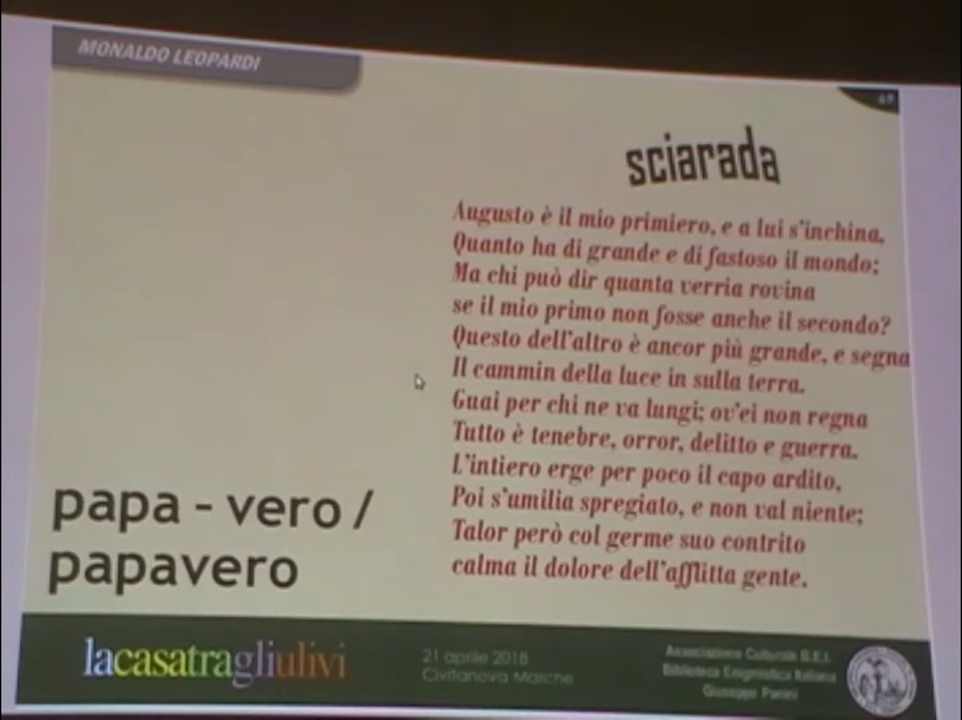 MONALDO LEOPARDI
67
sciarada
Augusto è il mio primiero, e a lui s'inchina,
Quanto ha di grande e di fastoso il mondo;
Ma chi può dir quanta verria rovina
se il mio primo non fosse anche il secondo?
Questo dell'altro è ancor più grande, e segna
Il cammin della luce in sulla terra.
Guai per chi ne va lungi; ov'ei non regna
Tutto è tenebre, orror, delitto e guerra.
L'intiero erge per poco il capo ardito,
Poi s'umilia spregiato, e non val niente;
Talor però col germe suo contrito
calma il dolore dell'afflitta gente.
papa - vero /
papavero
lacasatragliulivi
21 aprile 2018
Civitanova Marche
Associazione Culturale B.E.I.
Biblioteca Enigmistica Italiana
Giuseppe Panini